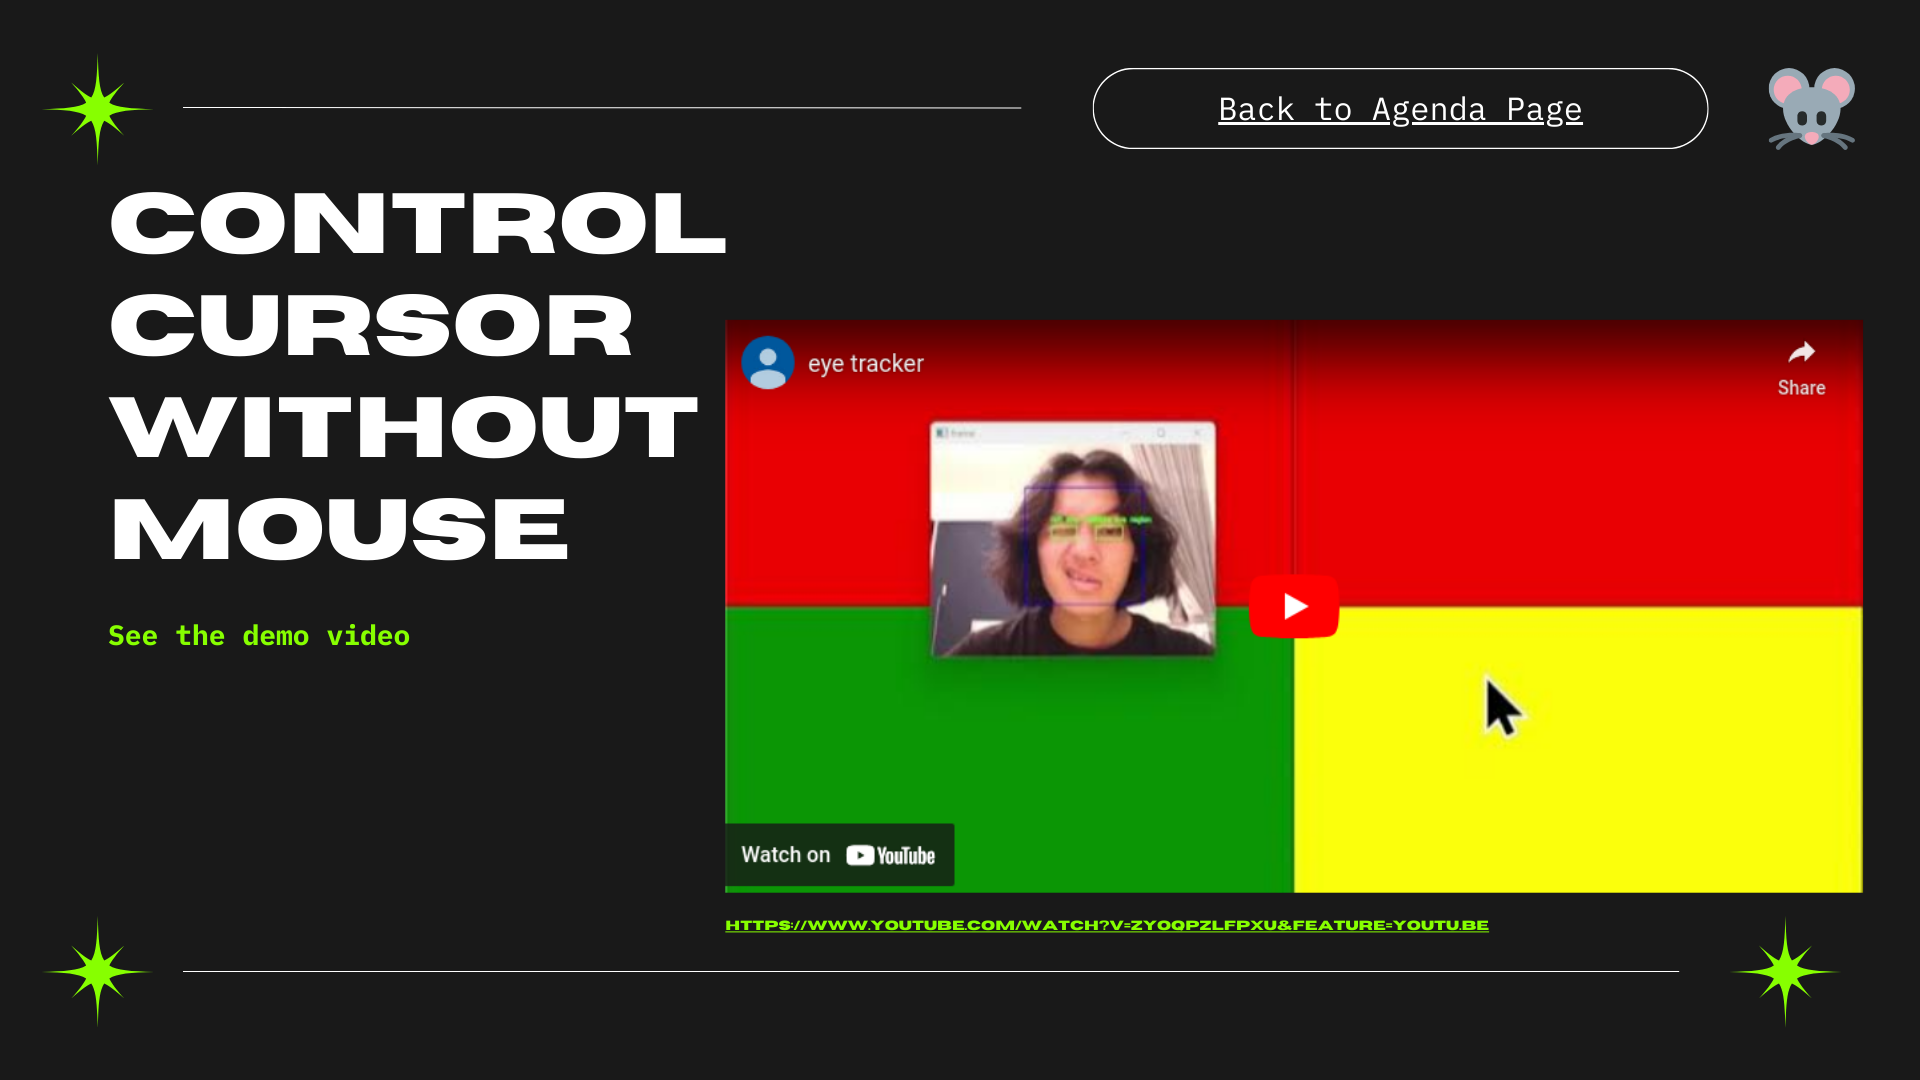 Back to Agenda Page
CONTROL
CURSOR
WITHOUT
MOUSE
See the demo video
eye tracker
Share
Watch on YouTube
HTTPS://WWW.YOUTUBE.COM/WATCH?V=ZYOQPZLFPXU&FEATURE=YOUTU.BE